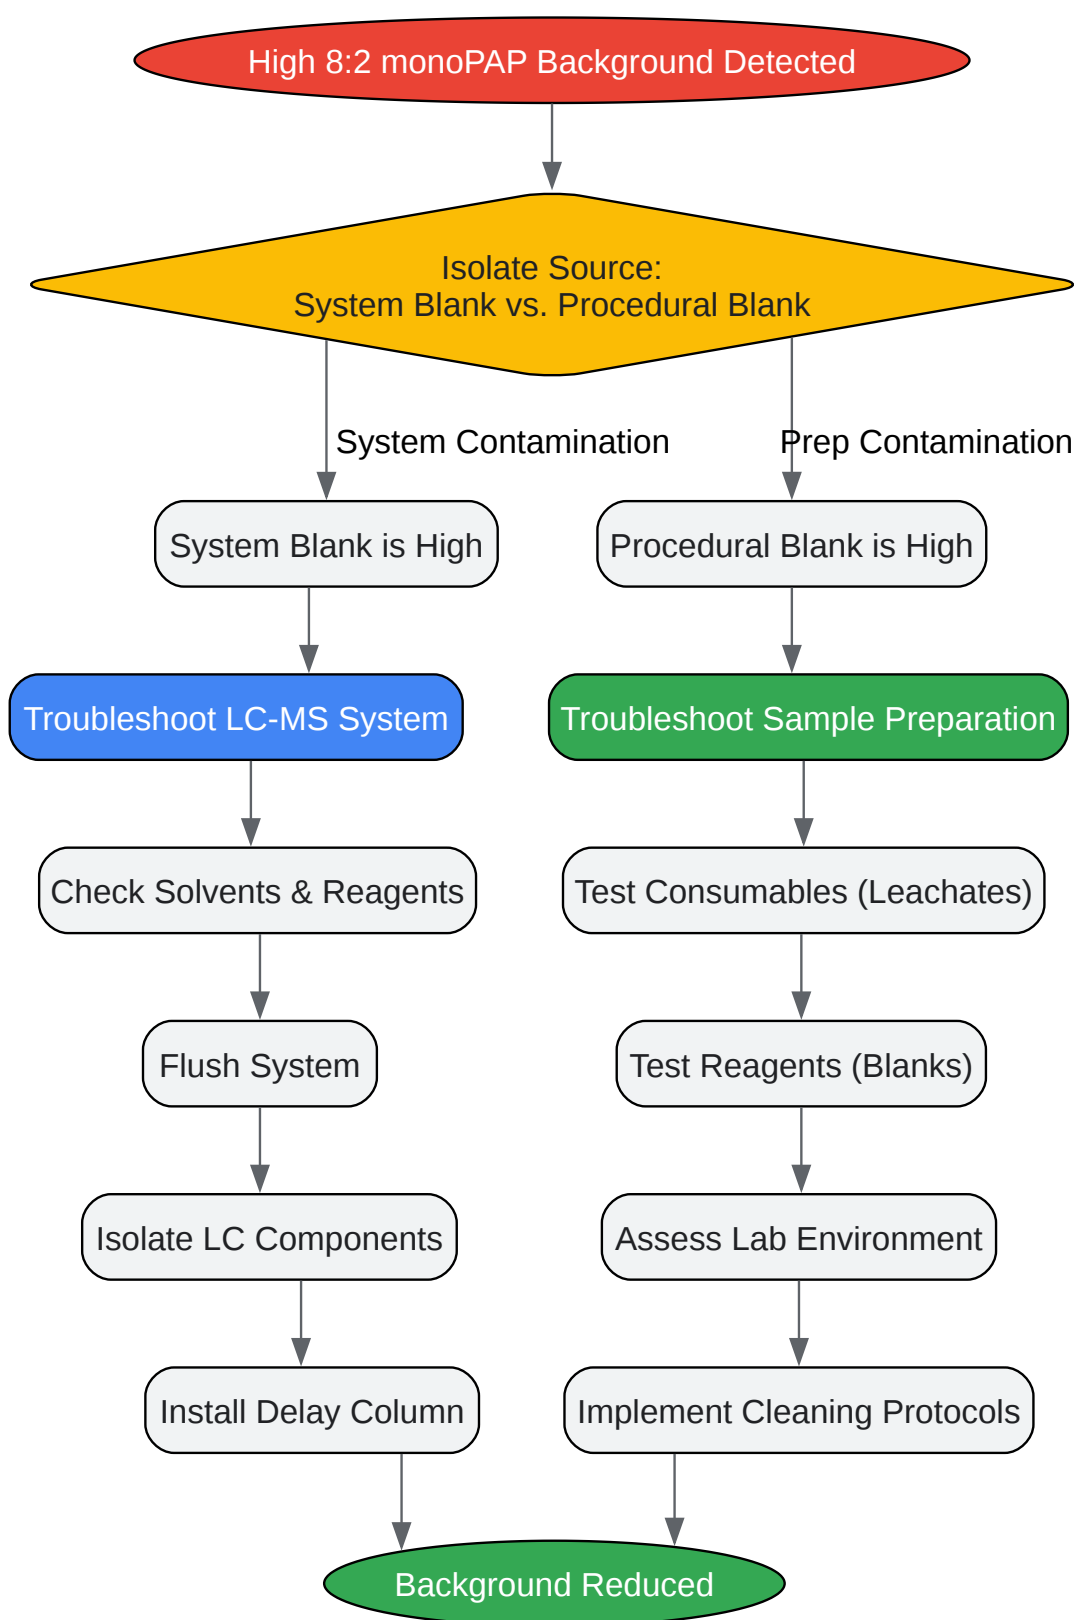 High 8:2 monoPAP Background Detected
Isolate Source:
System Blank vs. Procedural Blank
System Contamination
Prep Contamination
System Blank is High
Procedural Blank is High
Troubleshoot LC-MS System
Troubleshoot Sample Preparation
Check Solvents & Reagents
Test Consumables (Leachates)
Flush System
Test Reagents (Blanks)
Isolate LC Components
Assess Lab Environment
Install Delay Column
Implement Cleaning Protocols
Background Reduced